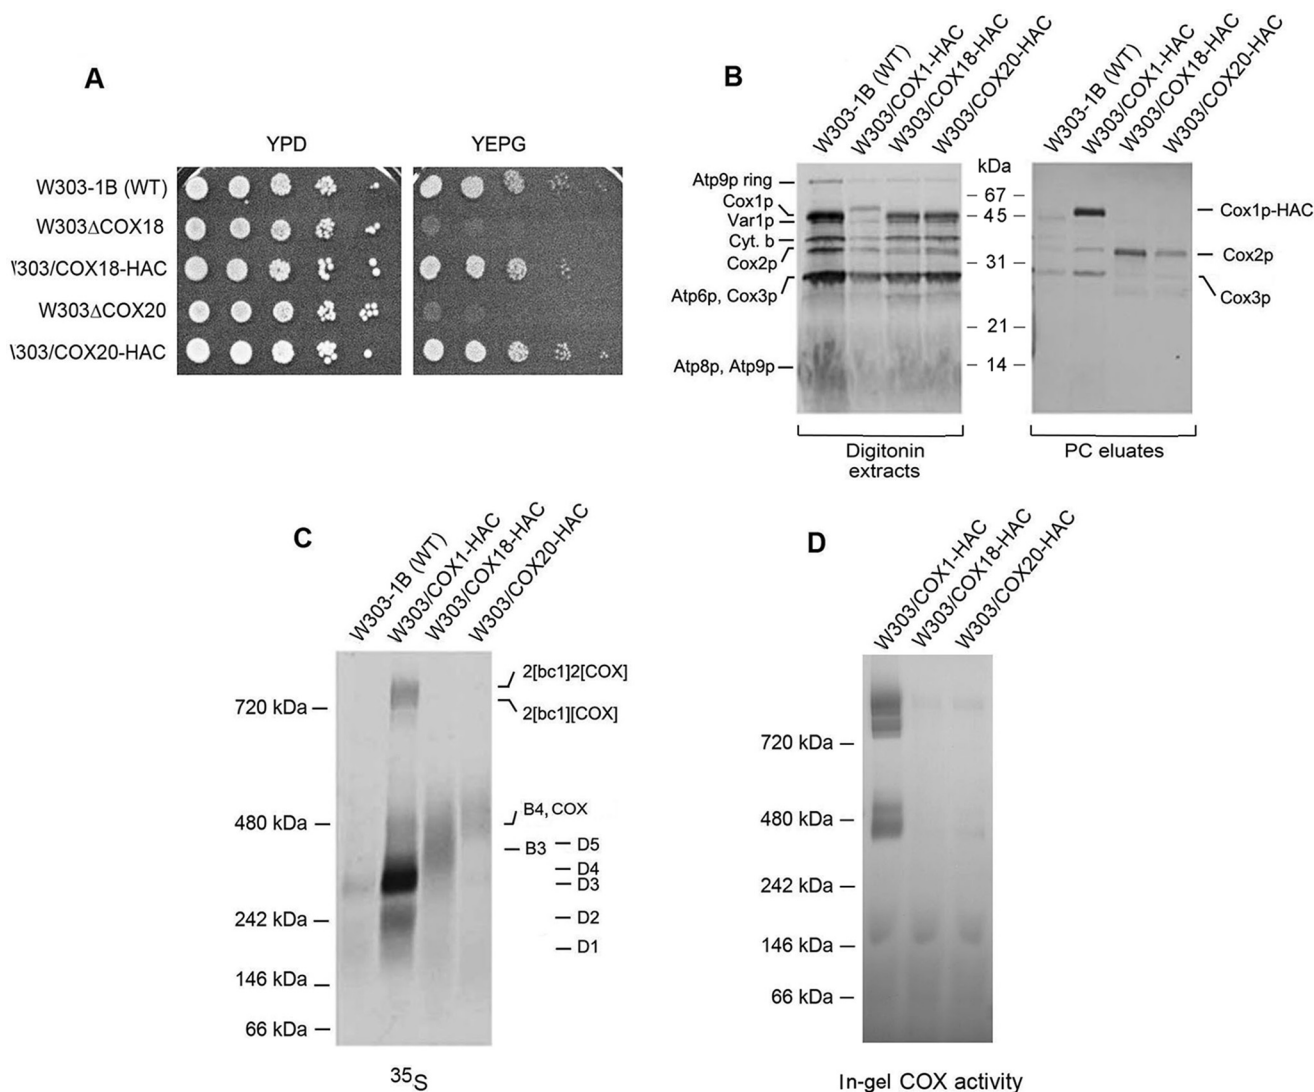 A
YPD
YEPG
W303-1B (WT)
W303ΔCOX18
\'303/COX18-HAC
W303ΔCOX20
\303/COX20-HAC
B
W303-1B (WT)
W303/COX1-HAC
W303/COX18-HAC
W303/COX20-HAC
W303-1B (WT)
W303/COX1-HAC
W303/COX18-HAC
W303/COX20-HAC
Atp9p ring
Cox1p
Var1p
Cyt. b
Cox2p
Atp6p, Cox3p
Atp8p, Atp9p
kDa
67
45
31
21
14
Cox1p-HAC
Cox2p
Cox3p
Digitonin
extracts
PC eluates
C
W303-1B (WT)
W303/COX1-HAC
W303/COX18-HAC
W303/COX20-HAC
720 kDa
480 kDa
242 kDa
146 kDa
66 kDa
2[bc1]2[COX]
2[bc1][COX]
B4, COX
B3
D5
D4
D3
D2
D1
35S
D
W303/COX1-HAC
W303/COX18-HAC
W303/COX20-HAC
720 kDa
480 kDa
242 kDa
146 kDa
66 kDa
In-gel COX activity